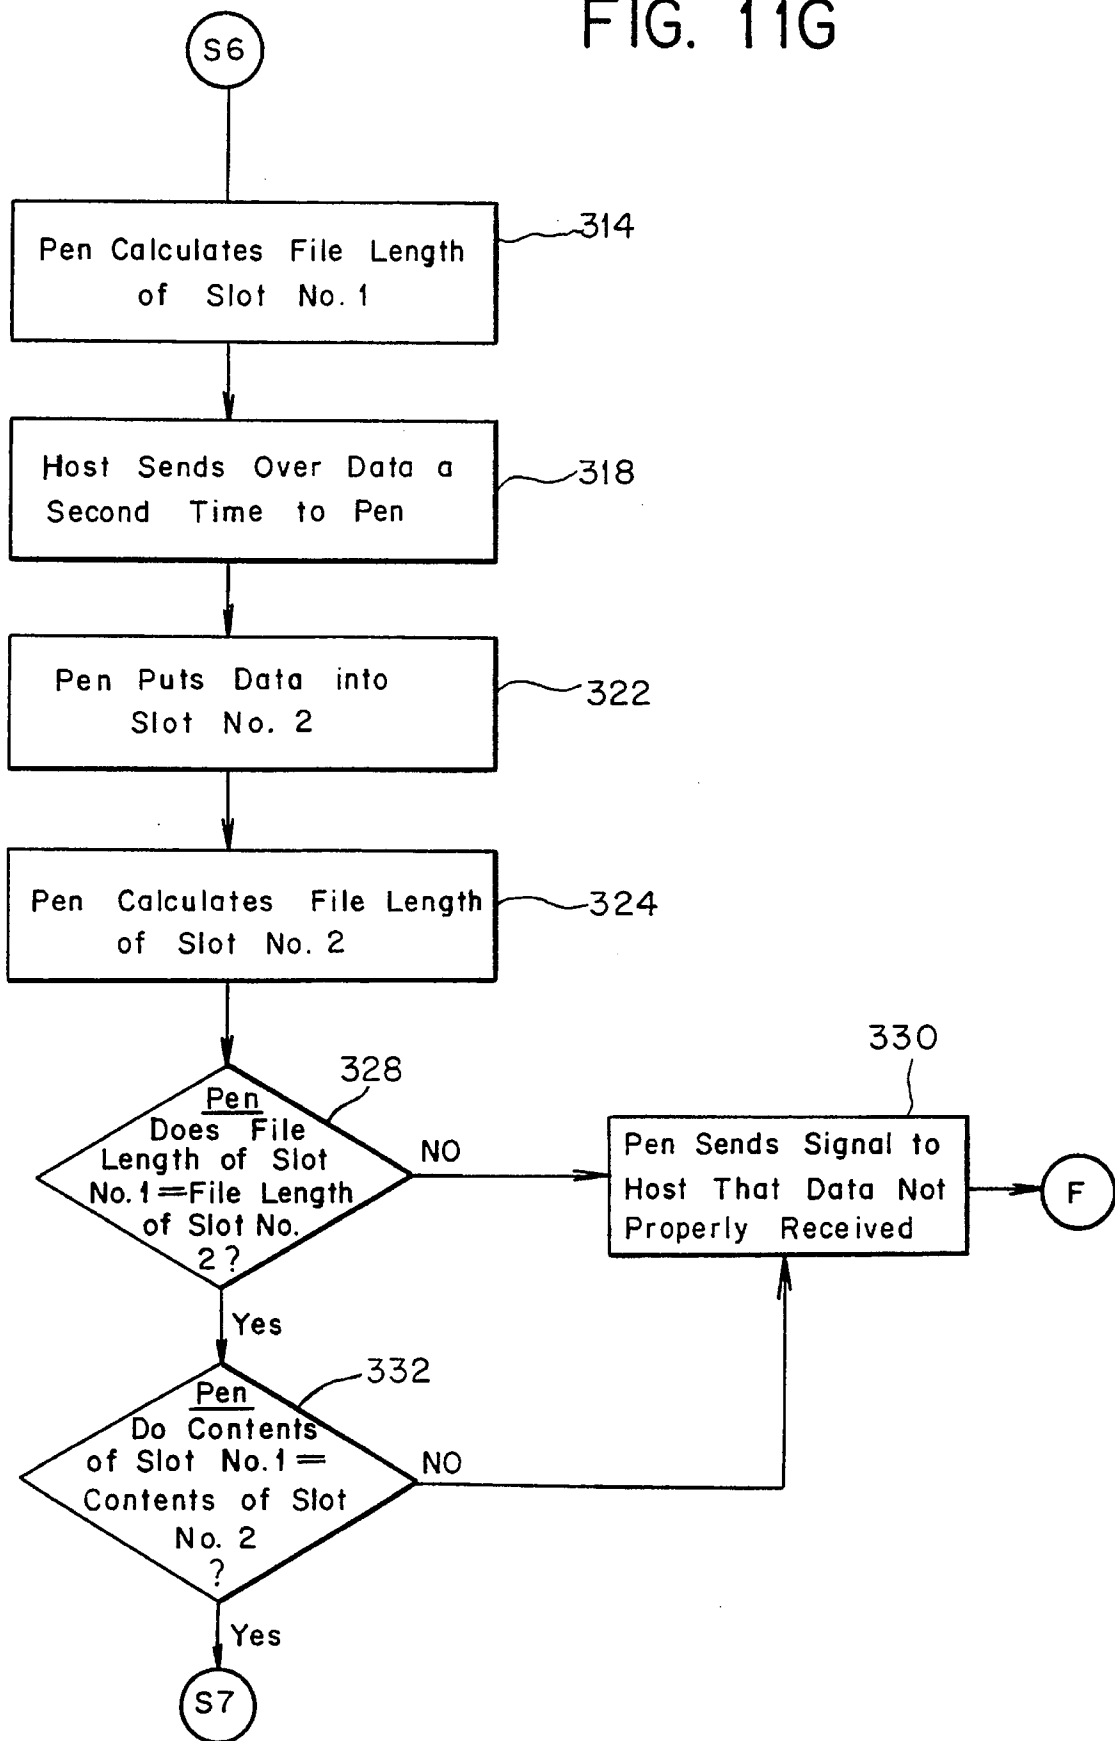 FIG. 11G
S6
Pen Calculates File Length
of Slot No. 1
314
Host Sends Over Data a
Second Time to Pen
318
Pen Puts Data into
Slot No. 2
322
Pen Calculates File Length
of Slot No. 2
324
Pen
Does File
Length of Slot
No. 1 = File Length
of Slot No.
2 ?
328
NO
Yes
330
Pen Sends Signal to
Host That Data Not
Properly Received
F
Pen
Do Contents
of Slot No. 1 =
Contents of Slot
No. 2
?
332
NO
Yes
S7